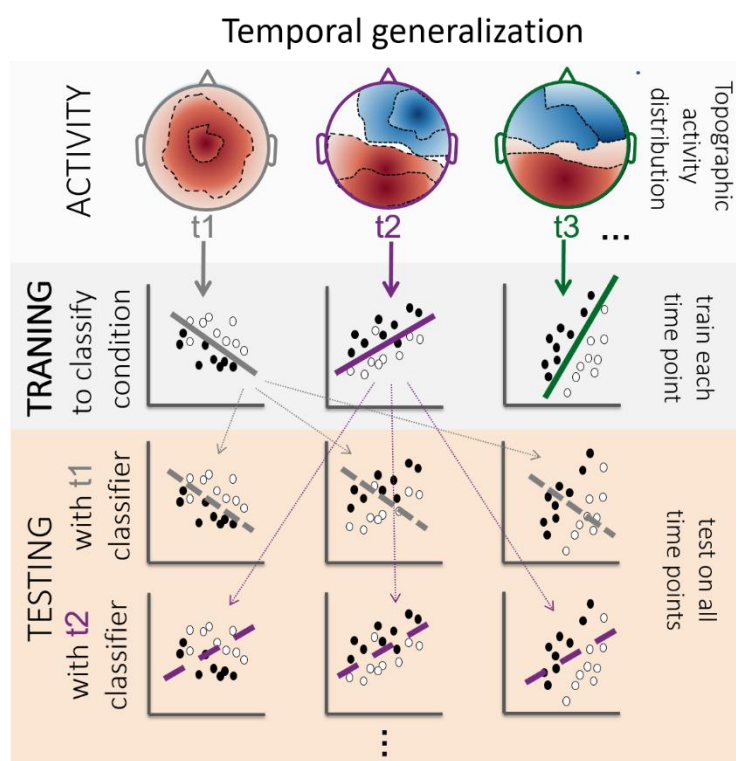 Temporal generalization
ACTIVITY
t1
t2
t3
...
Topographic
activity
distribution
TRANING
to classify
condition
train each
time point
TESTING
with t1
classifier
with t2
classifier
test on all
time points
...